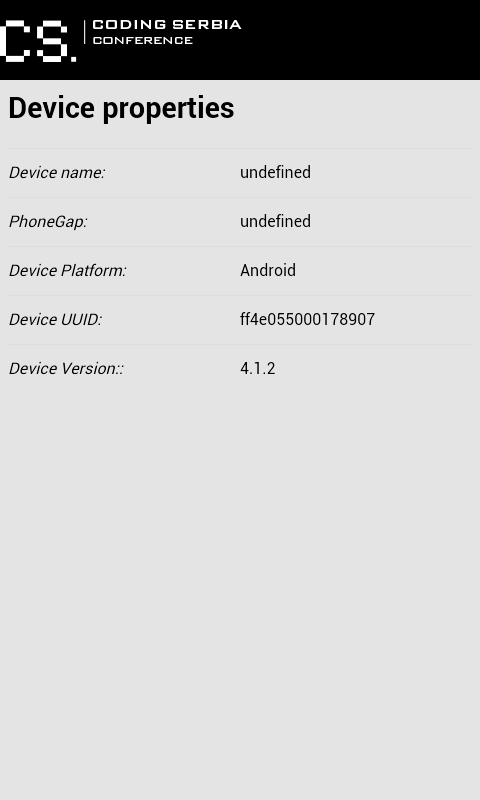 CS. CODING SERBIA
CONFERENCE
Device properties
Device name: undefined
PhoneGap: undefined
Device Platform: Android
Device UUID: ff4e055000178907
Device Version:: 4.1.2